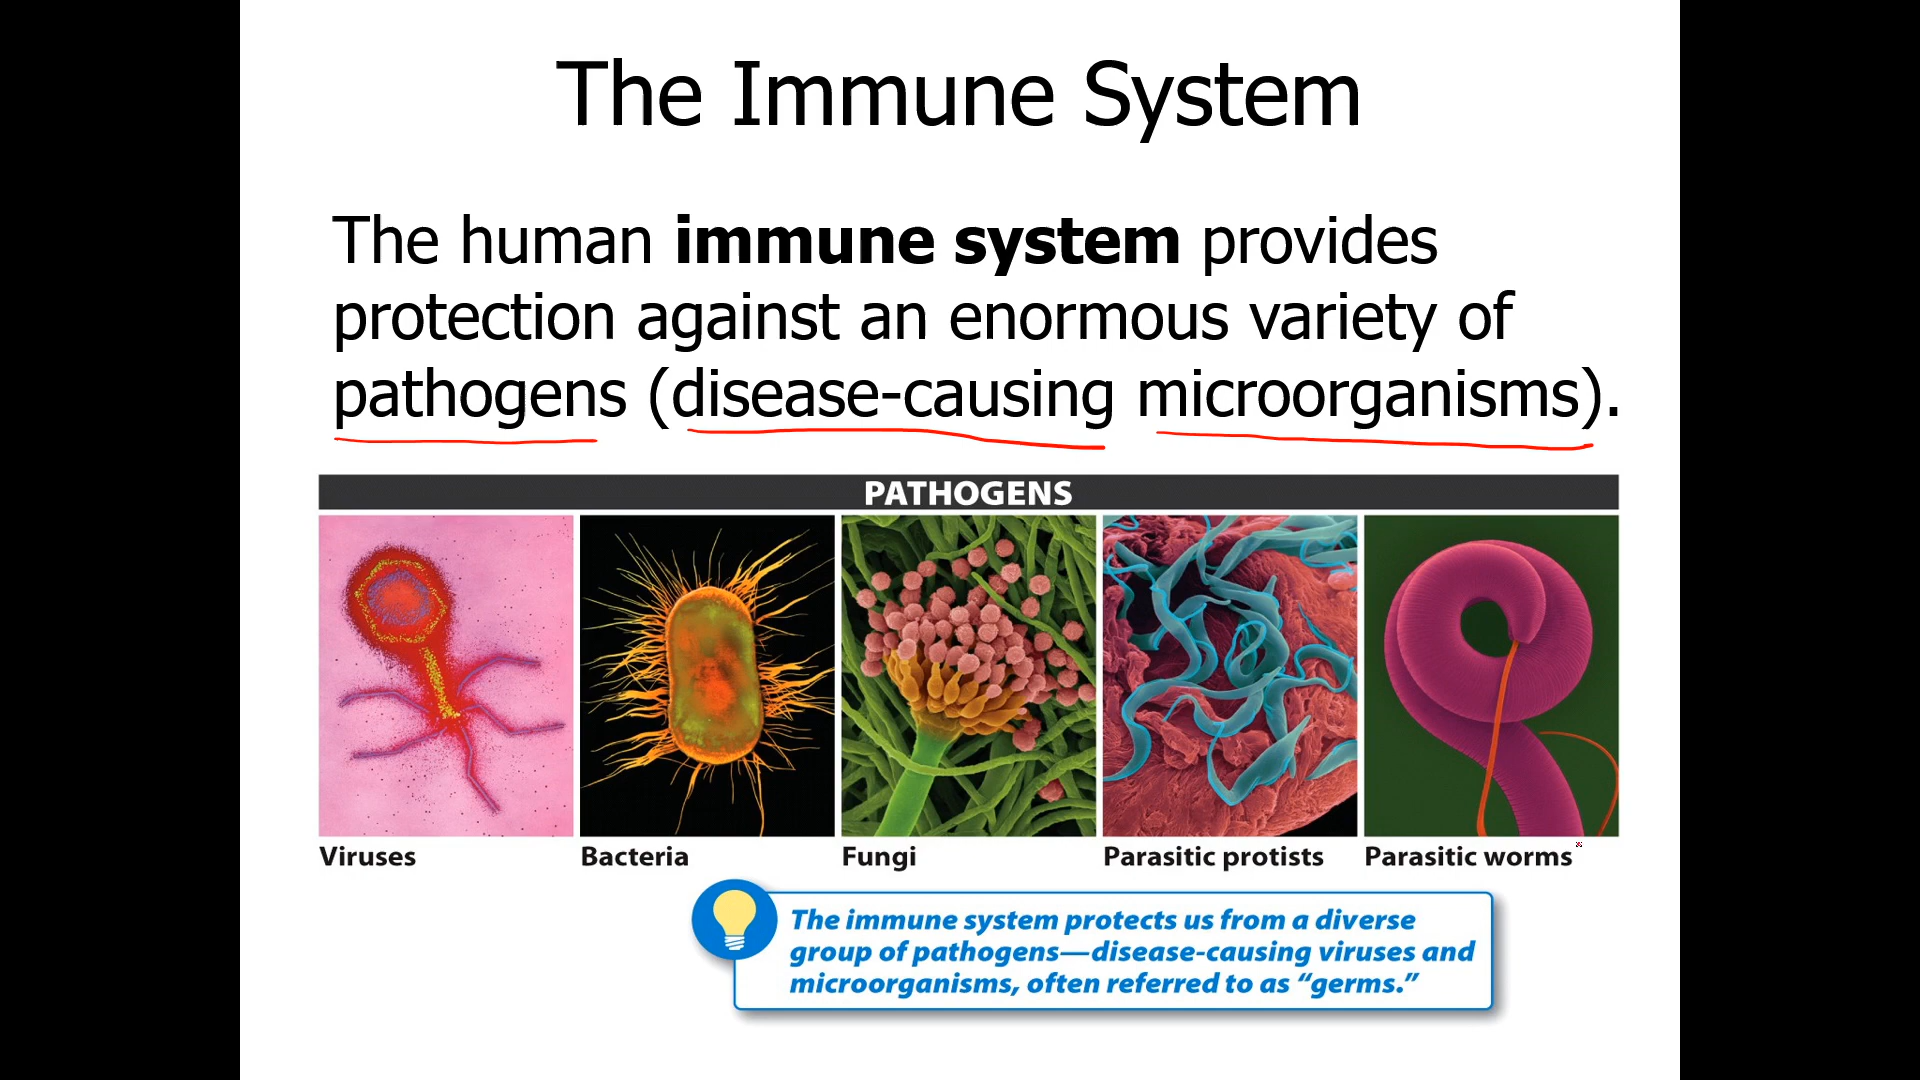 The Immune System
The human immune system provides
protection against an enormous variety of
pathogens (disease-causing microorganisms).
PATHOGENS
Viruses
Bacteria
Fungi
Parasitic protists
Parasitic worms
The immune system protects us from a diverse
group of pathogens—disease-causing viruses and
microorganisms, often referred to as “germs.”